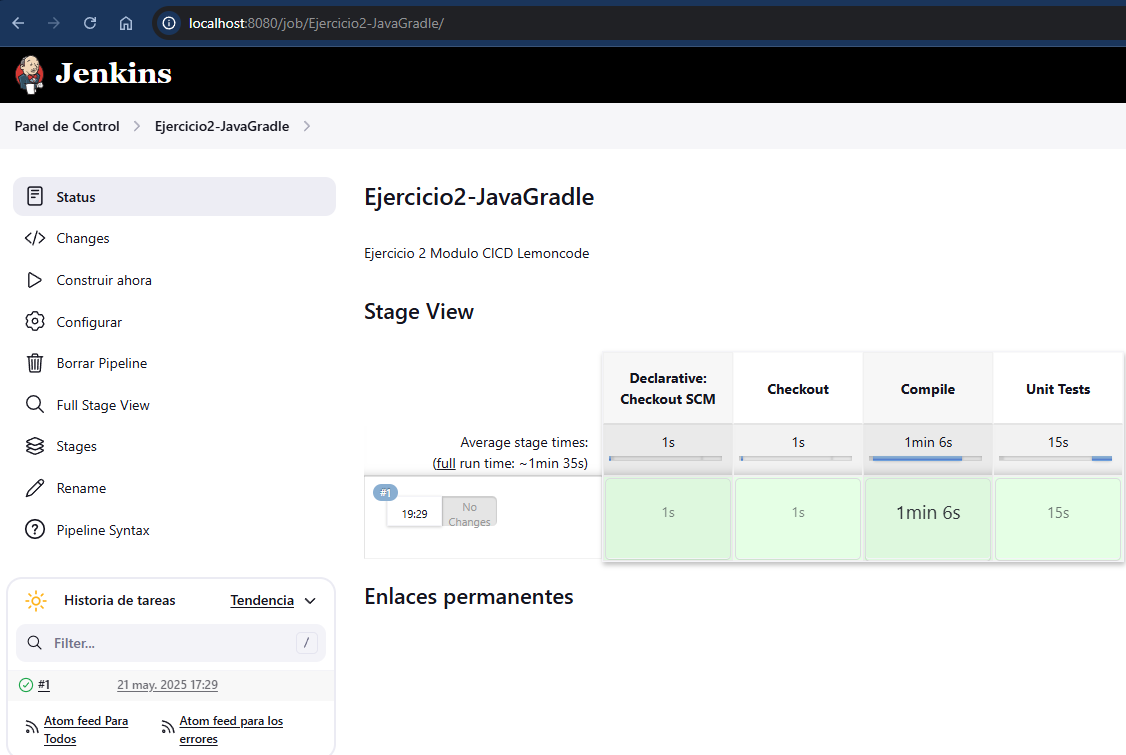 localhost:8080/job/Ejercicio2-JavaGradle/
Jenkins
Panel de Control > Ejercicio2-JavaGradle >
Status
Changes
Construir ahora
Configurar
Borrar Pipeline
Full Stage View
Stages
Rename
Pipeline Syntax
Historia de tareas Tendencia
Filter... /
#1 21 may. 2025 17:29
Atom feed Para
Todos
Atom feed para los
errores
Ejercicio2-JavaGradle
Ejercicio 2 Modulo CICD Lemoncode
Stage View
Declarative:
Checkout SCM
Checkout
Compile
Unit Tests
Average stage times:
(full run time: ~1min 35s)
1s 1s 1min 6s 15s
#1
19:29
No
Changes
1s 1s 1min 6s 15s
Enlaces permanentes